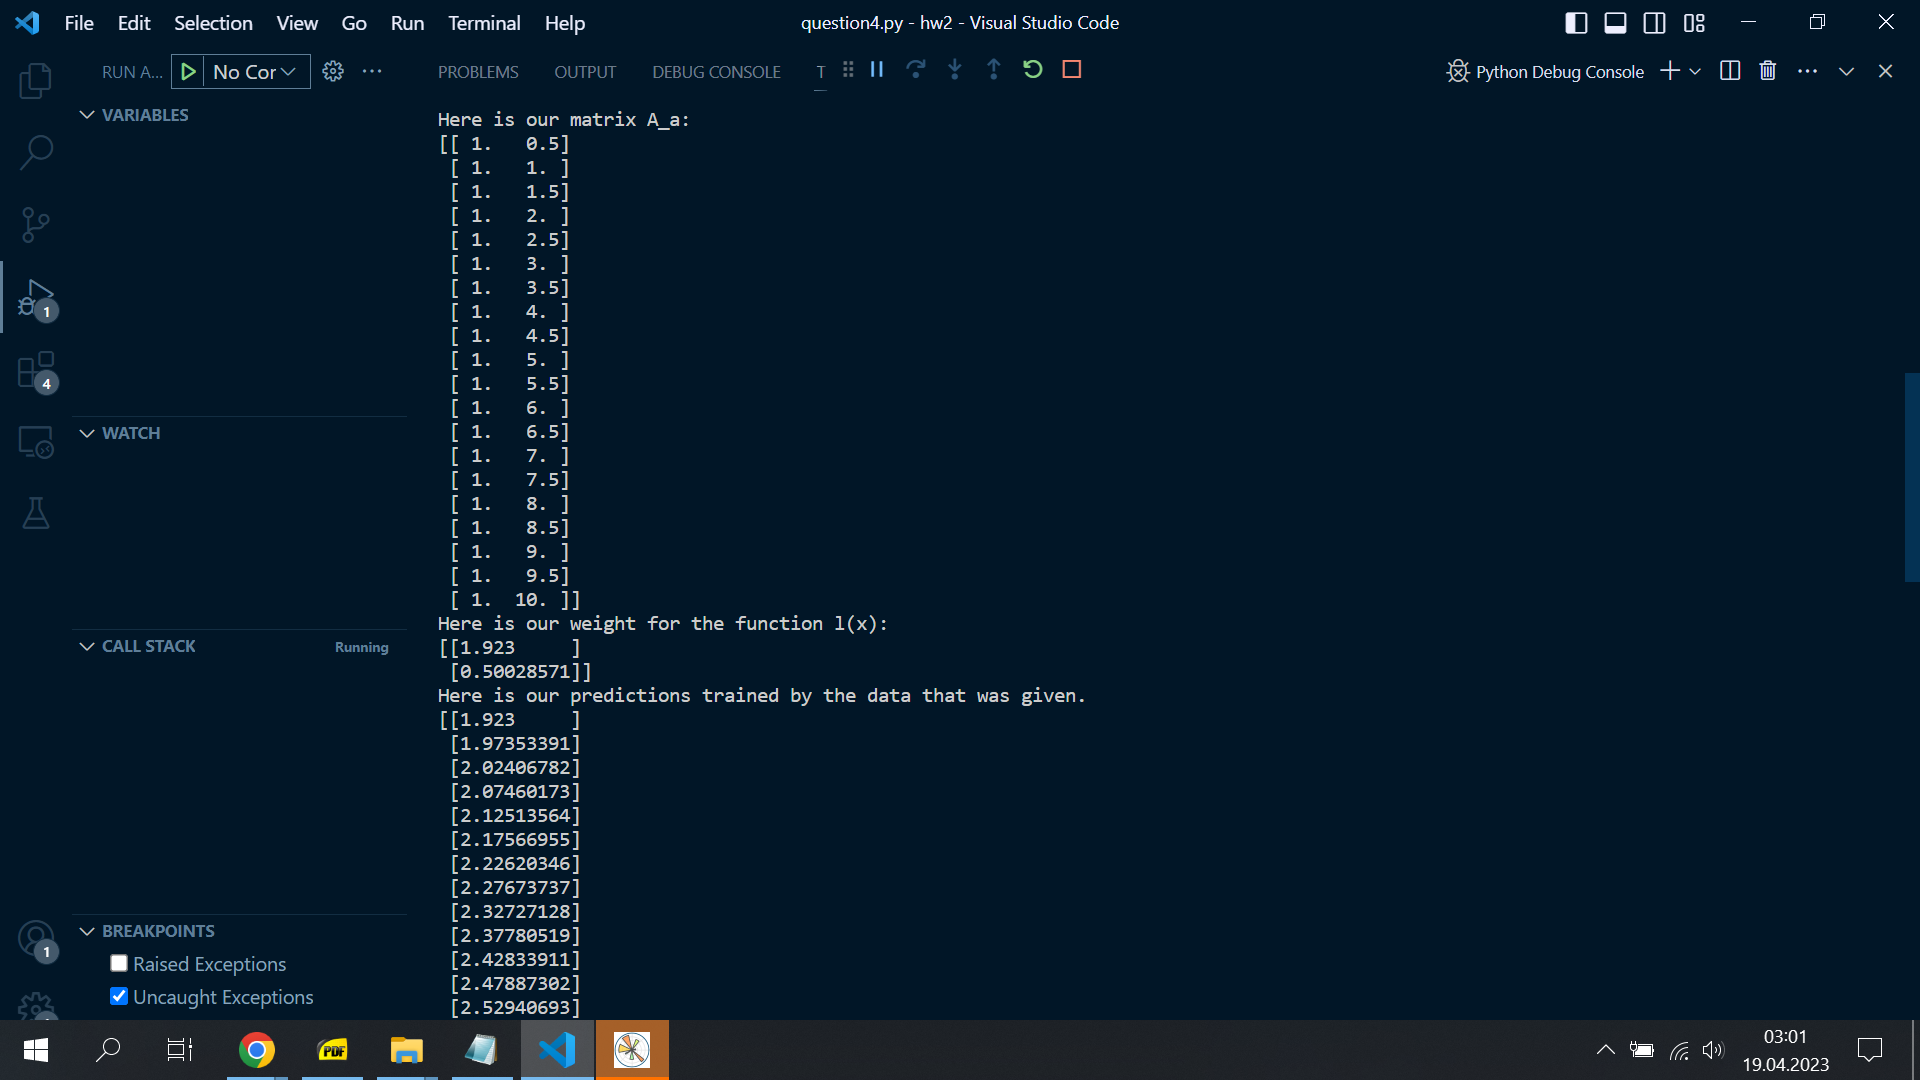 File Edit Selection View Go Run Terminal Help
question4.py - hw2 - Visual Studio Code
RUN A... No Cor
PROBLEMS OUTPUT DEBUG CONSOLE T
Python Debug Console
VARIABLES
WATCH
CALL STACK Running
BREAKPOINTS
Raised Exceptions
Uncaught Exceptions
1
4
1
Here is our matrix A_a:
[[ 1.   0.5]
 [ 1.   1. ]
 [ 1.   1.5]
 [ 1.   2. ]
 [ 1.   2.5]
 [ 1.   3. ]
 [ 1.   3.5]
 [ 1.   4. ]
 [ 1.   4.5]
 [ 1.   5. ]
 [ 1.   5.5]
 [ 1.   6. ]
 [ 1.   6.5]
 [ 1.   7. ]
 [ 1.   7.5]
 [ 1.   8. ]
 [ 1.   8.5]
 [ 1.   9. ]
 [ 1.   9.5]
 [ 1.  10. ]]
Here is our weight for the function l(x):
[[1.923     ]
 [0.50028571]]
Here is our predictions trained by the data that was given.
[[1.923     ]
 [1.97353391]
 [2.02406782]
 [2.07460173]
 [2.12513564]
 [2.17566955]
 [2.22620346]
 [2.27673737]
 [2.32727128]
 [2.37780519]
 [2.42833911]
 [2.47887302]
 [2.52940693]
PDF
03:01
19.04.2023